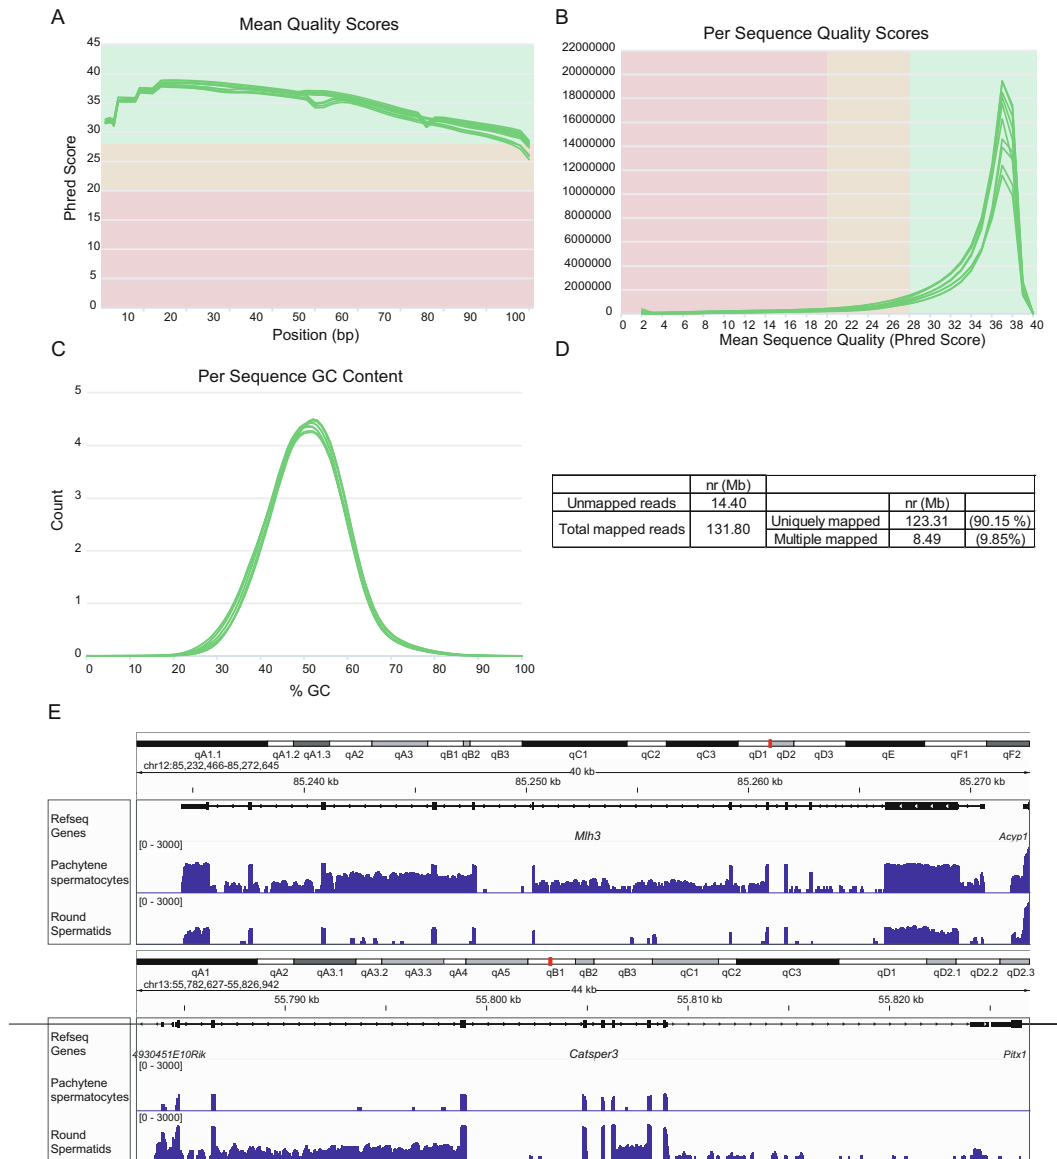 A
Mean Quality Scores
45
40
35
30
25
20
15
10
5
0
Phred Score
10 20 30 40 50 60 70 80 90 100
Position (bp)
B
Per Sequence Quality Scores
22000000
20000000
18000000
16000000
14000000
12000000
10000000
8000000
6000000
4000000
2000000
0
0 2 4 6 8 10 12 14 16 18 20 22 24 26 28 30 32 34 36 38 40
Mean Sequence Quality (Phred Score)
C
Per Sequence GC Content
5
4
3
2
1
0
Count
0 10 20 30 40 50 60 70 80 90 100
% GC
D
nr (Mb)
Unmapped reads 14.40 nr (Mb)
Total mapped reads 131.80 Uniquely mapped 123.31 (90.15 %)
Multiple mapped 8.49 (9.85%)
E
qA1.1 qA1.2 qA1.3 qA2 qA3 qB1 qB2 qB3 qC1 qC2 qC3 qD1 qD2 qD3 qE qF1 qF2
chr12:85,232,466-85,272,645
40 kb
85.240 kb 85.250 kb 85.260 kb 85.270 kb
Refseq
Genes
Mlh3 Acyp1
[0 - 3000]
Pachytene
spermatocytes
[0 - 3000]
Round
Spermatids
qA1 qA2 qA3.1 qA3.2 qA3.3 qA4 qA5 qB1 qB2 qB3 qC1 qC2 qC3 qD1 qD2.1 qD2.2 qD2.3
chr13:55,782,627-55,826,942
44 kb
55.790 kb 55.800 kb 55.810 kb 55.820 kb
Refseq
Genes
4930451E10Rik Catsper3 Pitx1
[0 - 3000]
Pachytene
spermatocytes
[0 - 3000]
Round
Spermatids